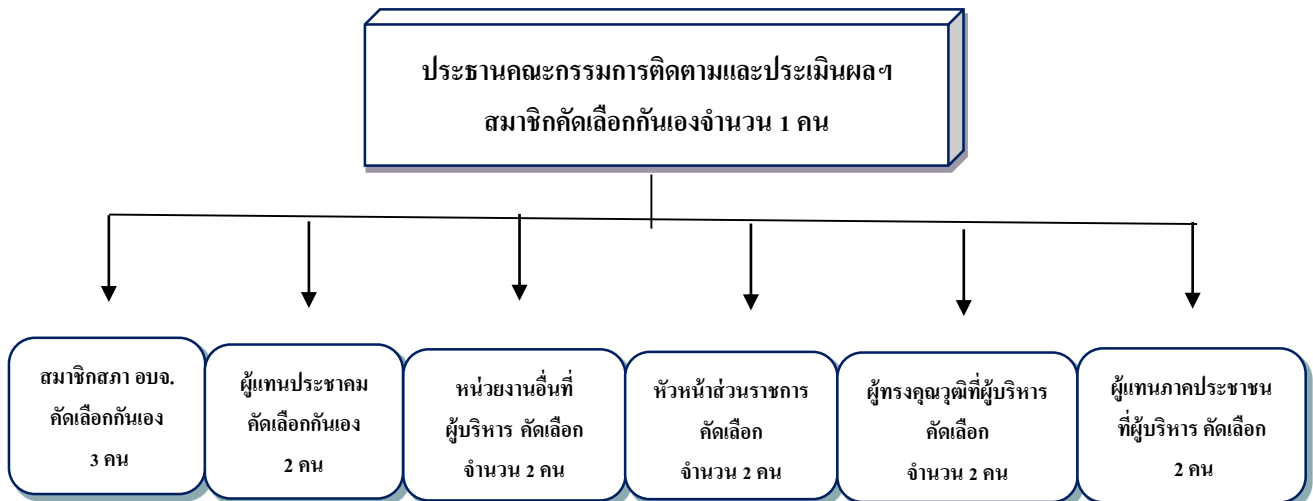 ประธานคณะกรรมการติดตามและประเมินผลฯ
สมาชิกคัดเลือกกันเองจำนวน 1 คน
สมาชิกสภา อบจ.
คัดเลือกกันเอง
3 คน
ผู้แทนประชาคม
คัดเลือกกันเอง
2 คน
หน่วยงานอื่นที่
ผู้บริหาร คัดเลือก
จำนวน 2 คน
หัวหน้าส่วนราชการ
คัดเลือก
จำนวน 2 คน
ผู้ทรงคุณวุฒิที่ผู้บริหาร
คัดเลือก
จำนวน 2 คน
ผู้แทนภาคประชาชน
ที่ผู้บริหาร คัดเลือก
2 คน